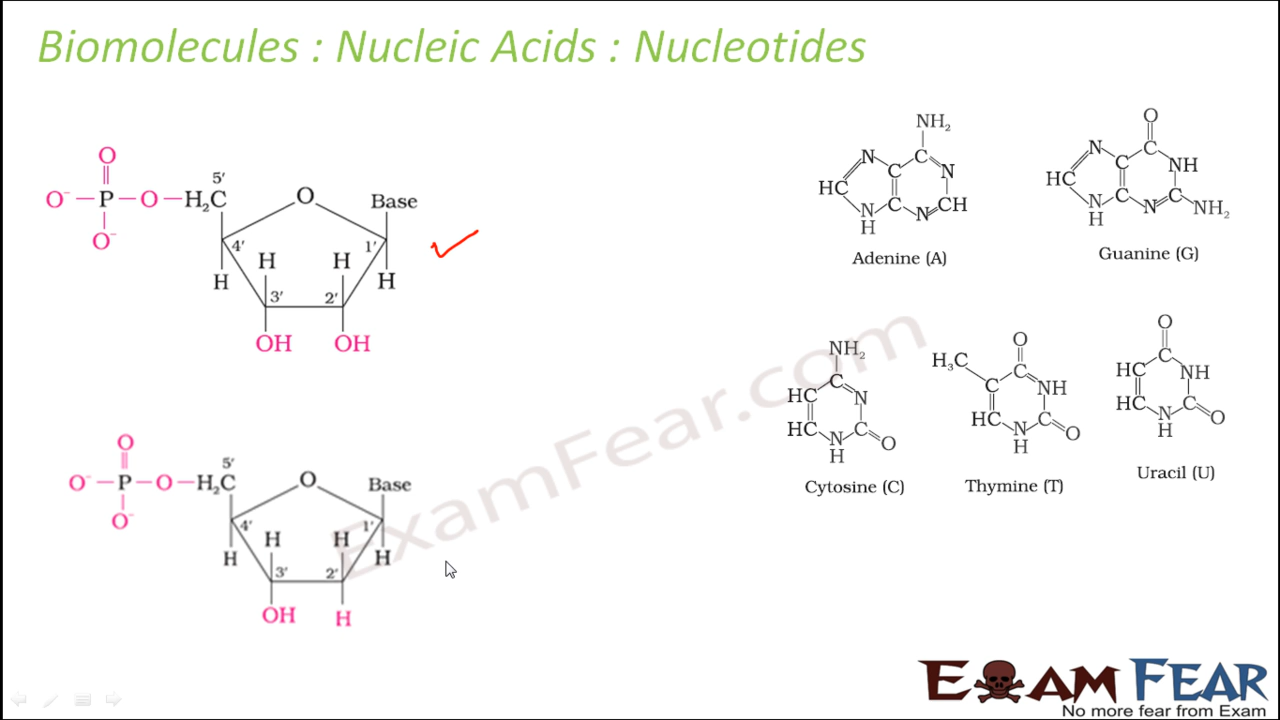 Biomolecules : Nucleic Acids : Nucleotides
O
O⁻ — P — O — H₂C
O⁻
5′
O
Base
4′
1′
H
H
H
H
3′
2′
OH
OH
O
O⁻ — P — O — H₂C
O⁻
5′
O
Base
4′
1′
H
H
H
H
3′
2′
OH
H
NH₂
N
C
N
C
HC
C
N
CH
N
H
Adenine (A)
O
N
C
C
NH
HC
C
C
N
NH₂
N
H
Guanine (G)
NH₂
C
HC
N
HC
C
N
O
H
Cytosine (C)
O
H₃C
C
C
NH
HC
C
N
O
H
Thymine (T)
O
C
HC
NH
HC
C
N
O
H
Uracil (U)
ExamFear.com
EXAM FEAR
No more fear from Exam